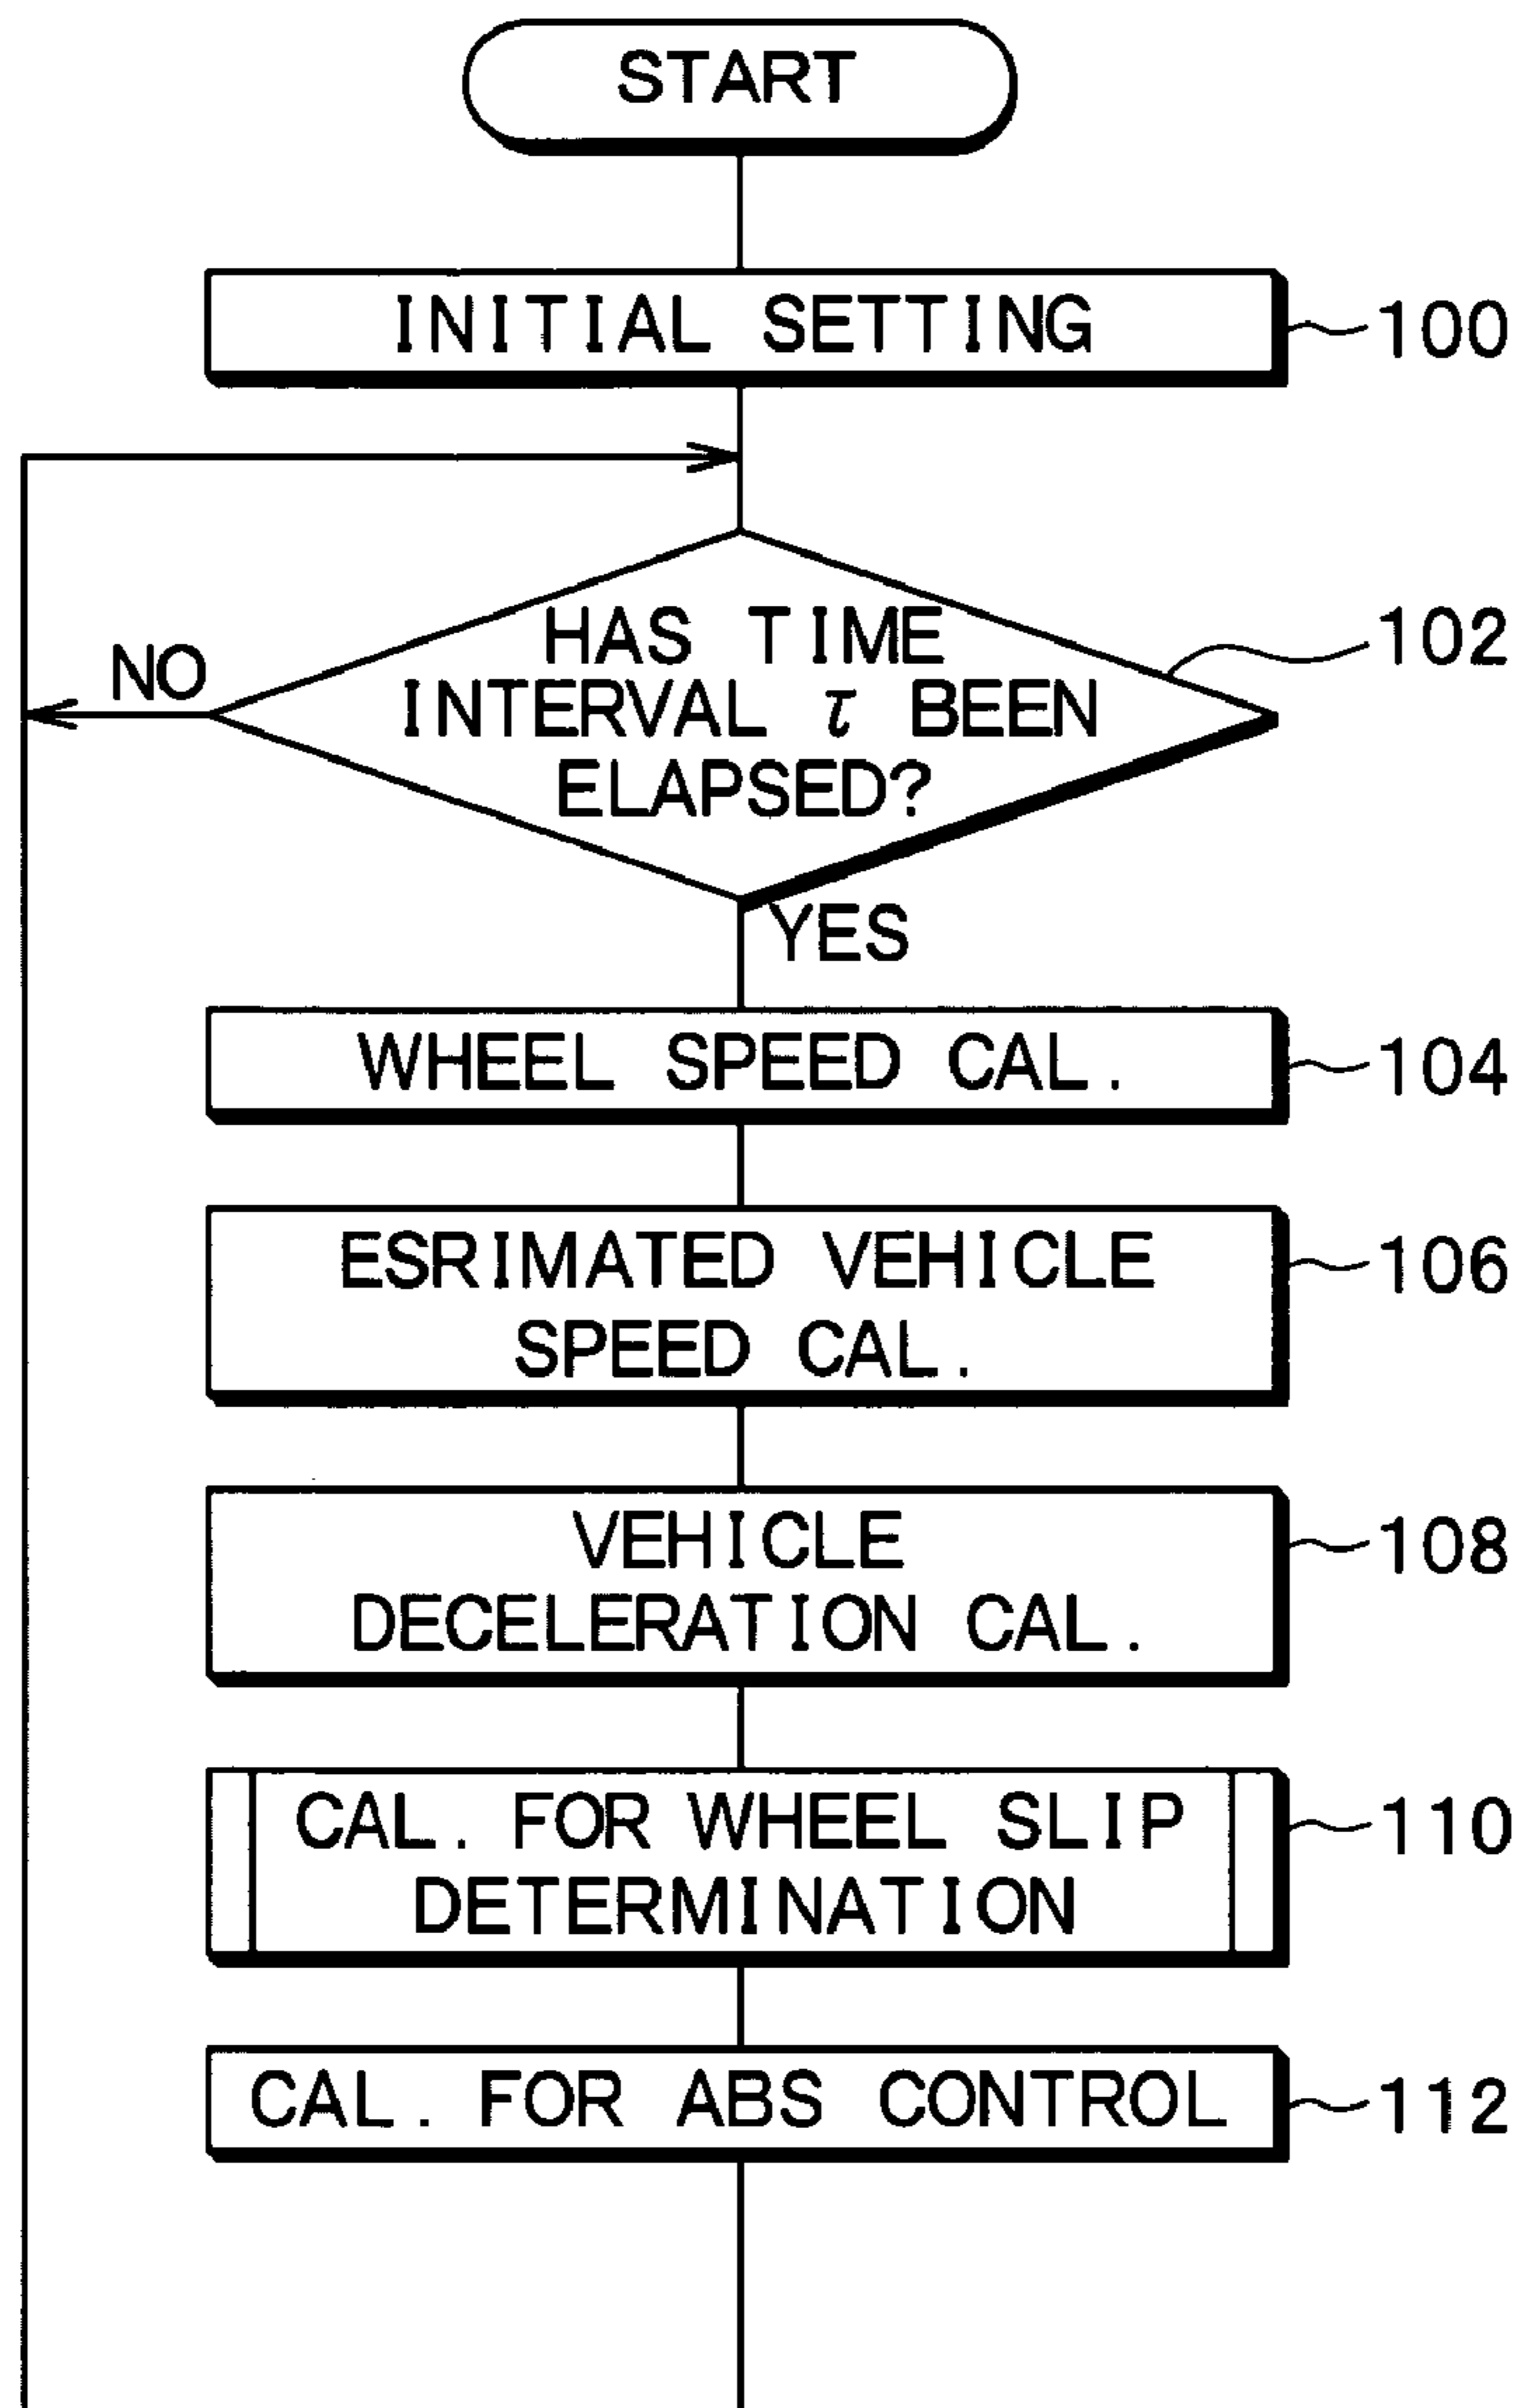 START
INITIAL SETTING
100
HAS TIME
INTERVAL τ BEEN
ELAPSED?
102
NO
YES
WHEEL SPEED CAL.
104
ESRIMATED VEHICLE
SPEED CAL.
106
VEHICLE
DECELERATION CAL.
108
CAL. FOR WHEEL SLIP
DETERMINATION
110
CAL. FOR ABS CONTROL
112